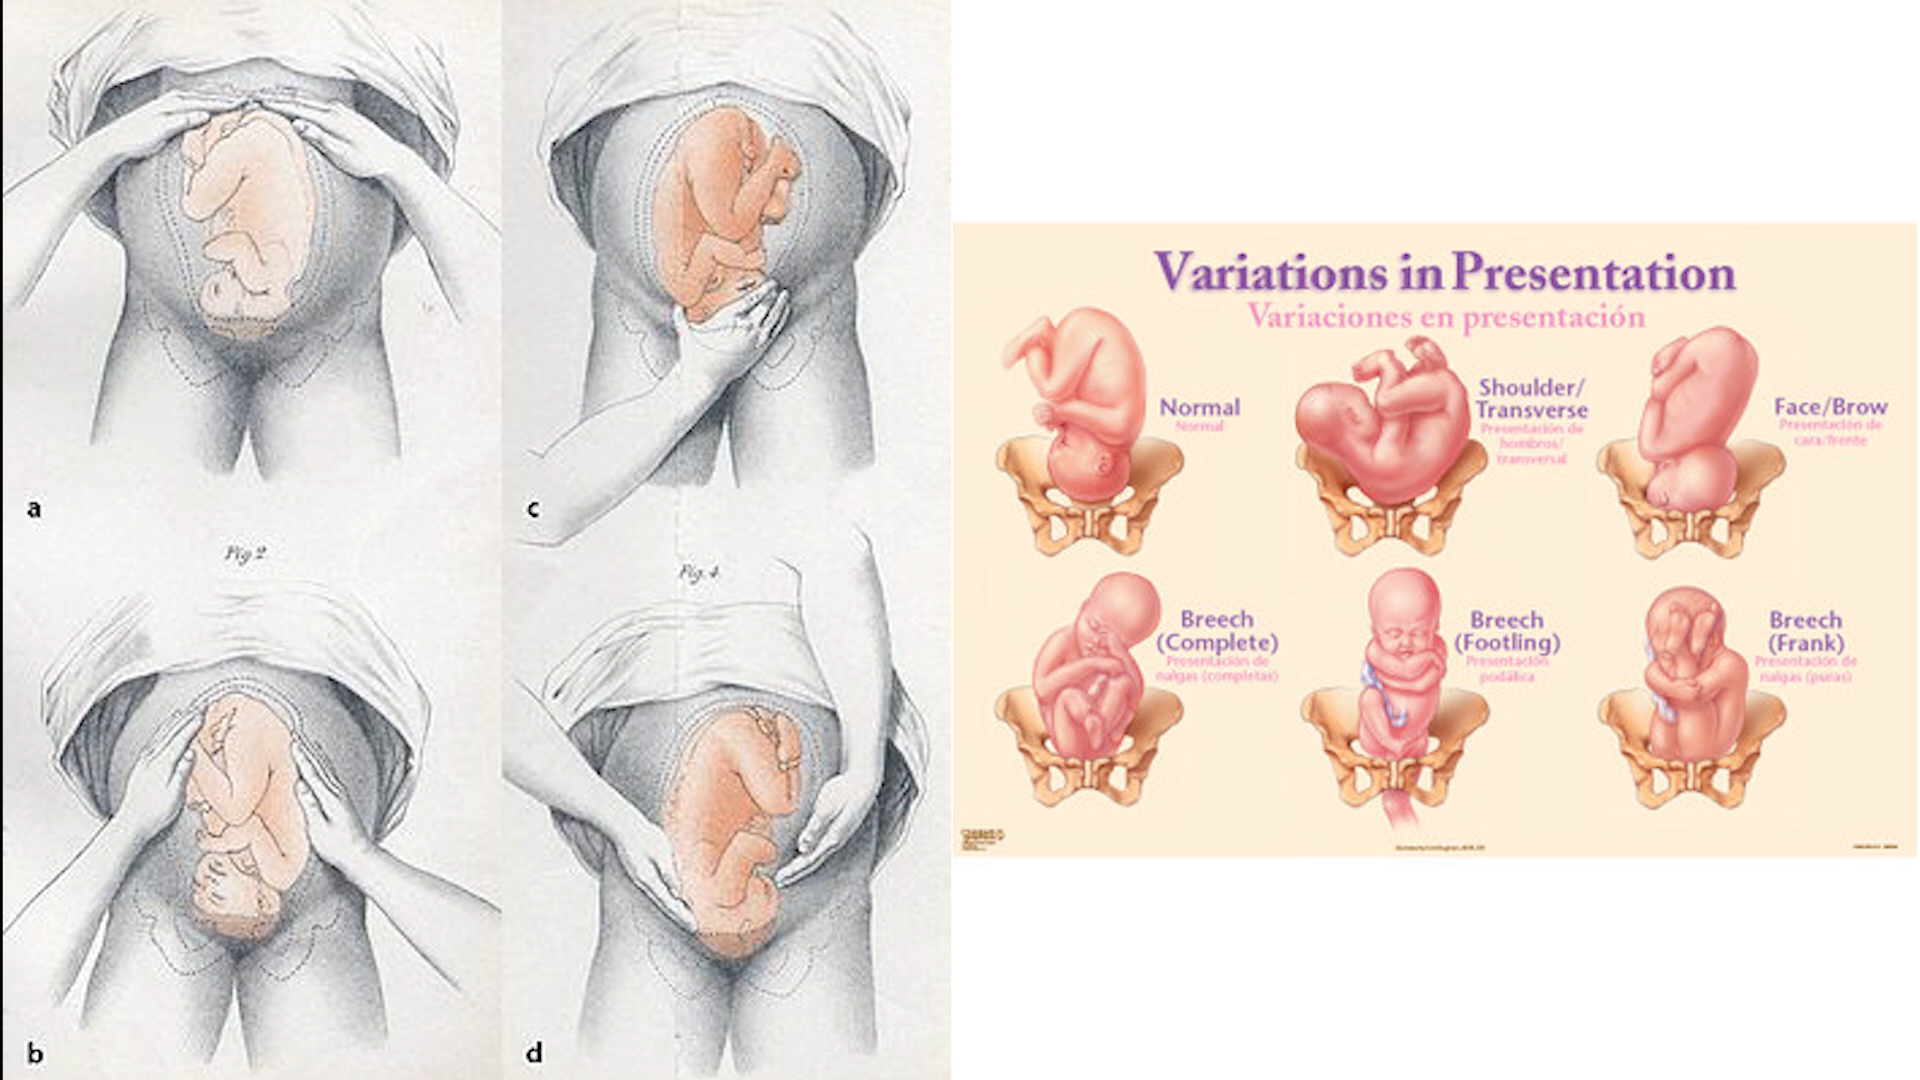 a
c
Fig 2
Fig. 4.
b
d
Variations in Presentation
Variaciones en presentación
Normal
Normal
Shoulder/
Transverse
Presentación de
hombros/
transversal
Face/Brow
Presentación de
cara/frente
Breech
(Complete)
Presentación de
nalgas (completas)
Breech
(Footling)
Presentación
podálica
Breech
(Frank)
Presentación de
nalgas (puras)